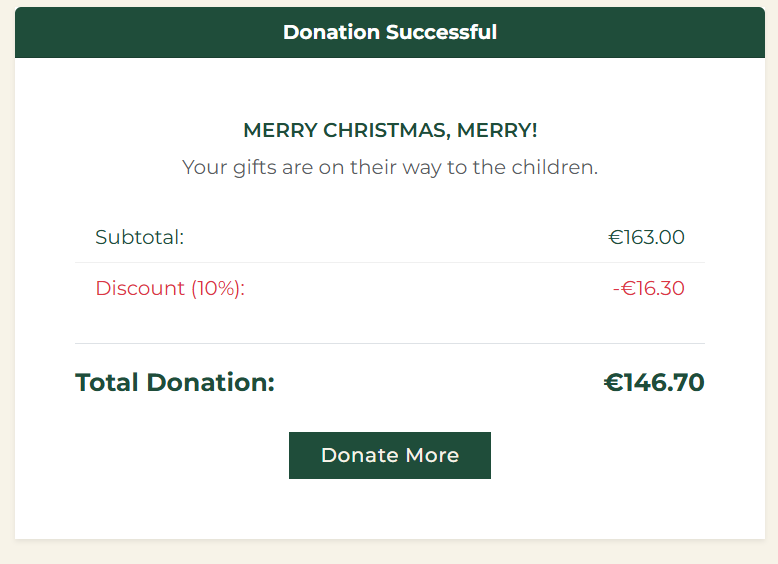 Donation Successful
MERRY CHRISTMAS, MERRY!
Your gifts are on their way to the children.
Subtotal: €163.00
Discount (10%): -€16.30
Total Donation: €146.70
Donate More